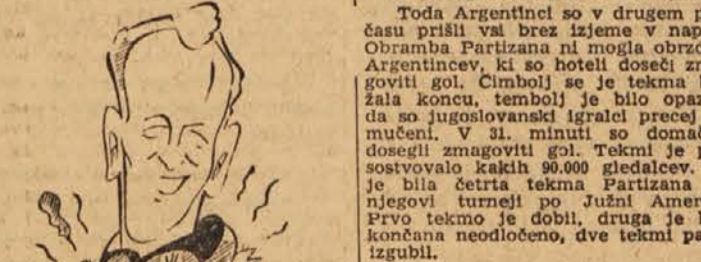 Toda Argentinci so v drugem p
času prišli vsi brez izjeme v nap
Obramba Partizana ni mogla obrzd
Argentincev, ki so hoteli doseči zm
goviti gol. Čimbolj se je tekma b
žala koncu, tembolj je bilo opaz
da so jugoslovanski igralci precej
mučeni. V 31. minuti so domač
dosegli zmagoviti gol. Tekmi je p
sostvovalo kakih 90.000 gledalcev.
je bila četrta tekma Partizana
njegovi turneji po Južni Amer
Prvo tekmo je dobil, druga je b
končana neodločeno, dve tekmi pa
izgubil.